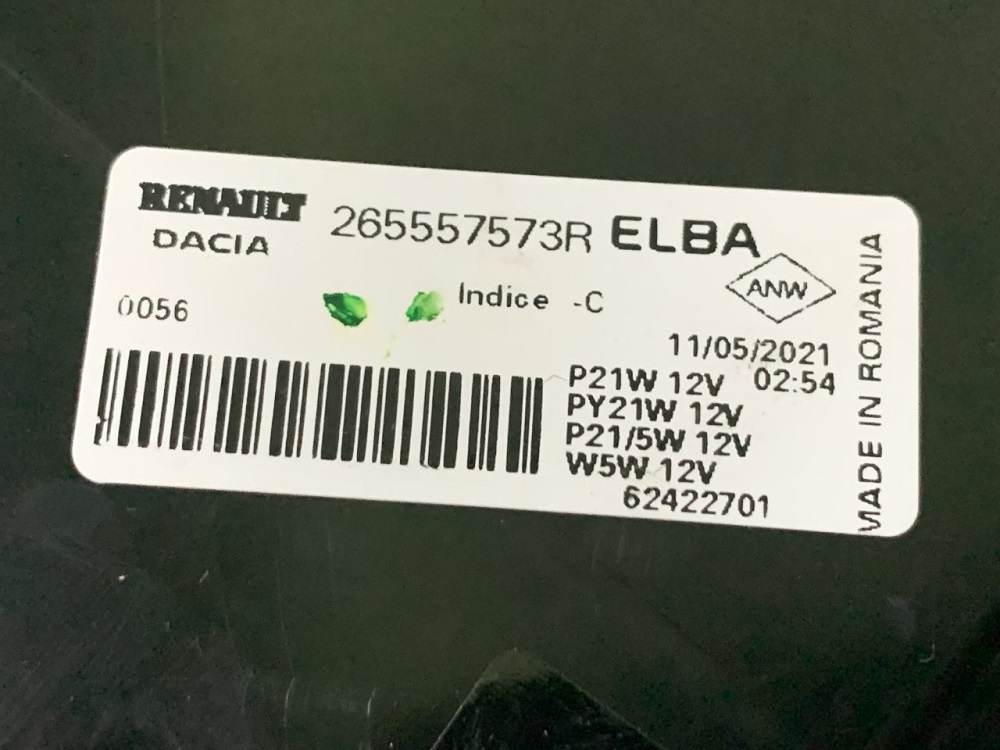 RENAULT
DACIA
265557573R ELBA
ANW
0056
Indice -C
11/05/2021
02:54
P21W 12V
PY21W 12V
P21/5W 12V
W5W 12V
62422701
MADE IN ROMANIA